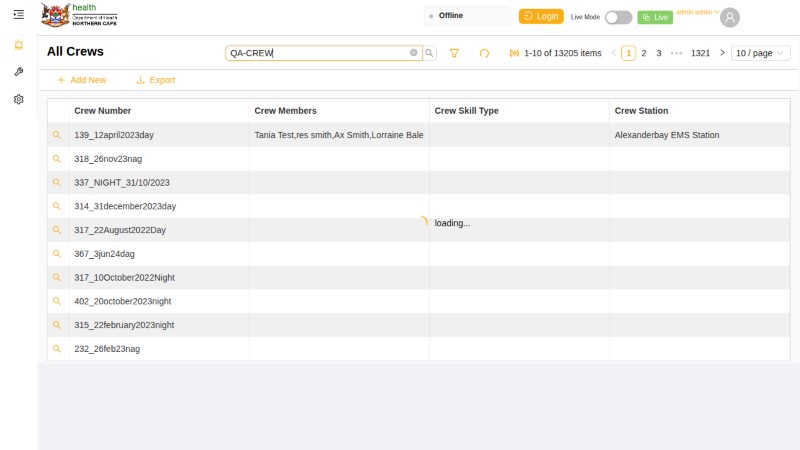 health
Department of Health
NORTHERN CAPE
Offline
Login
Live Mode
Live
admin admin
All Crews
QA-CREW
1-10 of 13205 items
1 2 3 ••• 1321
10 / page
Add New
Export
Crew Number Crew Members Crew Skill Type Crew Station
139_12april2023day Tania Test,res smith,Ax Smith,Lorraine Bale Alexanderbay EMS Station
318_26nov23nag
337_NIGHT_31/10/2023
314_31december2023day
317_22August2022Day
loading...
367_3jun24dag
317_10October2022Night
402_20october2023night
315_22february2023night
232_26feb23nag